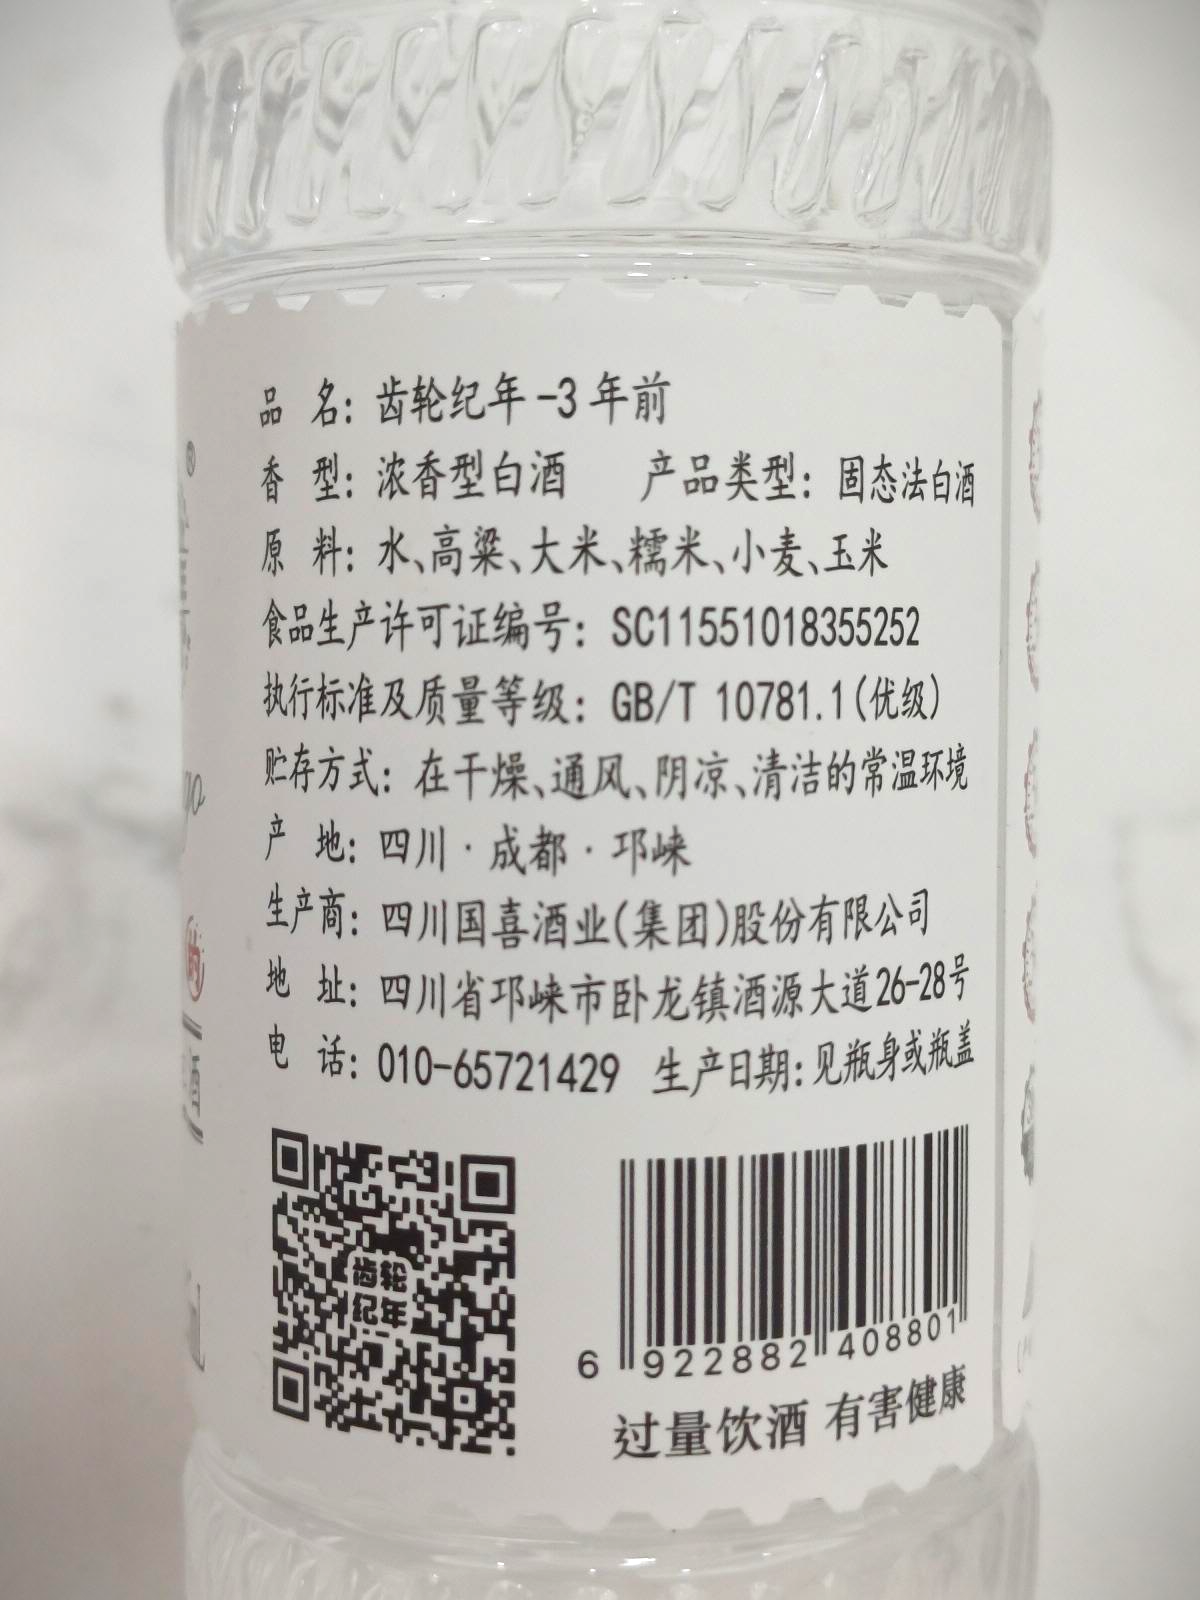 品 名：齿轮纪年-3年前
香 型：浓香型白酒 产品类型：固态法白酒
原 料：水、高粱、大米、糯米、小麦、玉米
食品生产许可证编号：SC11551018355252
执行标准及质量等级：GB/T 10781.1(优级)
贮存方式：在干燥、通风、阴凉、清洁的常温环境
产 地：四川·成都·邛崃
生产商：四川国喜酒业(集团)股份有限公司
地 址：四川省邛崃市卧龙镇酒源大道26-28号
电 话：010-65721429 生产日期：见瓶身或瓶盖
齿轮
纪年
6 922882 408801
过量饮酒 有害健康
®
的
酒